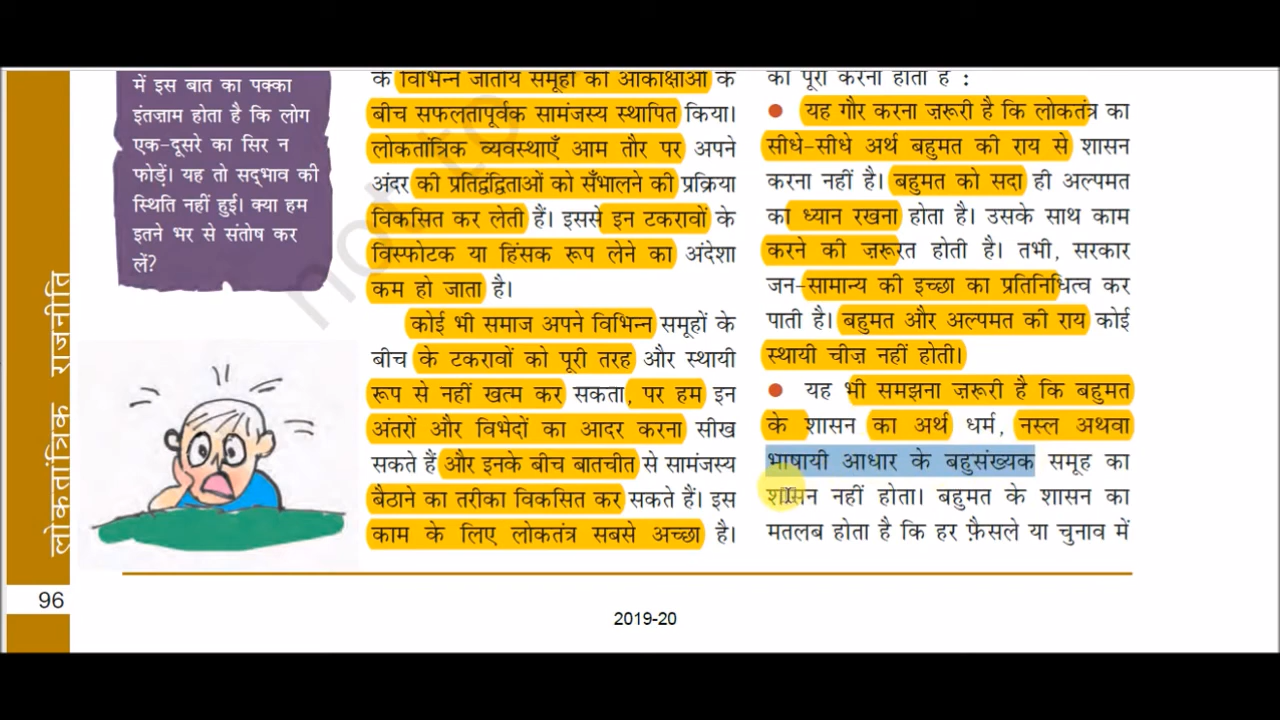 में इस बात का पक्का
इंतज़ाम होता है कि लोग
एक-दूसरे का सिर न
फोड़ें। यह तो सद्भाव की
स्थिति नहीं हुई। क्या हम
इतने भर से संतोष कर
लें?
लोकतांत्रिक राजनीति
96
के विभिन्न जातीय समूहों की आकांक्षाओं के
बीच सफलतापूर्वक सामंजस्य स्थापित किया।
लोकतांत्रिक व्यवस्थाएँ आम तौर पर अपने
अंदर की प्रतिद्वंद्विताओं को सँभालने की प्रक्रिया
विकसित कर लेती हैं। इससे इन टकरावों के
विस्फोटक या हिंसक रूप लेने का अंदेशा
कम हो जाता है।
कोई भी समाज अपने विभिन्न समूहों के
बीच के टकरावों को पूरी तरह और स्थायी
रूप से नहीं खत्म कर सकता, पर हम इन
अंतरों और विभेदों का आदर करना सीख
सकते हैं और इनके बीच बातचीत से सामंजस्य
बैठाने का तरीका विकसित कर सकते हैं। इस
काम के लिए लोकतंत्र सबसे अच्छा है।
को पूरा करना होता है :
● यह गौर करना ज़रूरी है कि लोकतंत्र का
सीधे-सीधे अर्थ बहुमत की राय से शासन
करना नहीं है। बहुमत को सदा ही अल्पमत
का ध्यान रखना होता है। उसके साथ काम
करने की ज़रूरत होती है। तभी, सरकार
जन-सामान्य की इच्छा का प्रतिनिधित्व कर
पाती है। बहुमत और अल्पमत की राय कोई
स्थायी चीज़ नहीं होती।
● यह भी समझना ज़रूरी है कि बहुमत
के शासन का अर्थ धर्म, नस्ल अथवा
भाषायी आधार के बहुसंख्यक समूह का
शासन नहीं होता। बहुमत के शासन का
मतलब होता है कि हर फ़ैसले या चुनाव में
not to
2019-20